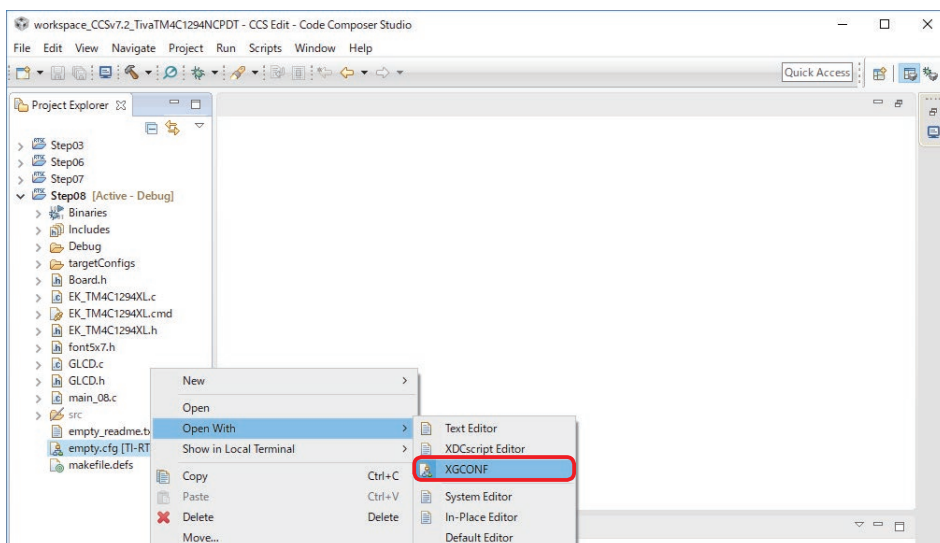 workspace_CCSv7.2_TivaTM4C1294NCPDT - CCS Edit - Code Composer Studio
File Edit View Navigate Project Run Scripts Window Help
Quick Access
Project Explorer
Step03
Step06
Step07
Step08 [Active - Debug]
Binaries
Includes
Debug
targetConfigs
Board.h
EK_TM4C1294XL.c
EK_TM4C1294XL.cmd
EK_TM4C1294XL.h
font5x7.h
GLCD.c
GLCD.h
main_08.c
src
empty_readme.t
empty.cfg [TI-RT
makefile.defs
New
Open
Open With
Show in Local Terminal
Copy Ctrl+C
Paste Ctrl+V
Delete Delete
Move...
Text Editor
XDCscript Editor
XGCONF
System Editor
In-Place Editor
Default Editor